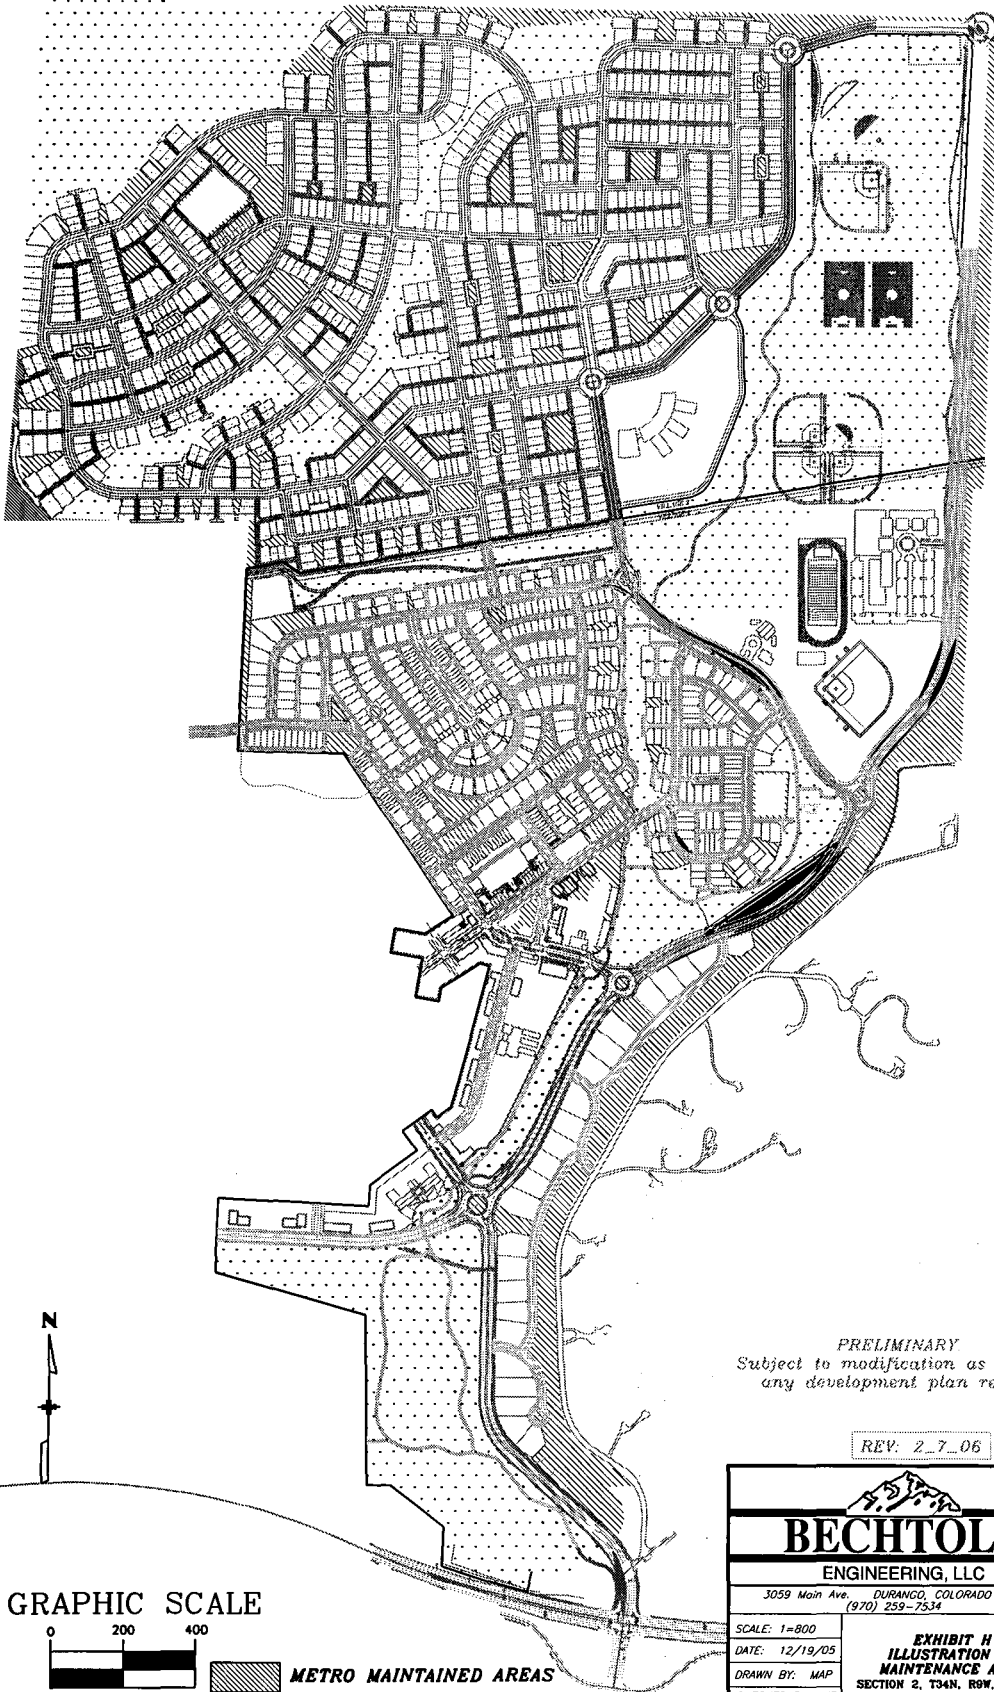 N
PRELIMINARY
Subject to modification as
any development plan re
REV: 2_7_06
BECHTOL
ENGINEERING, LLC
3059 Main Ave. DURANGO, COLORADO
(970) 259-7534
SCALE: 1=800
DATE: 12/19/05
DRAWN BY: MAP
EXHIBIT H
ILLUSTRATION
MAINTENANCE A
SECTION 2, T34N, R9W,
GRAPHIC SCALE
0 200 400
METRO MAINTAINED AREAS